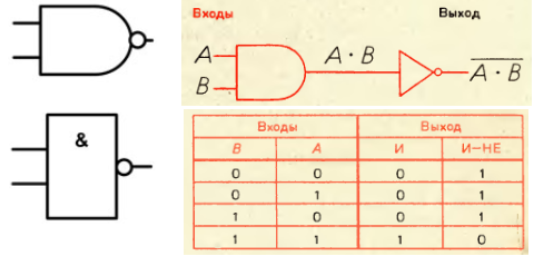 Входы Выход
A A · B A · B
B
&
Входы Выход
B A И И—НЕ
0 0 0 1
0 1 0 1
1 0 0 1
1 1 1 0